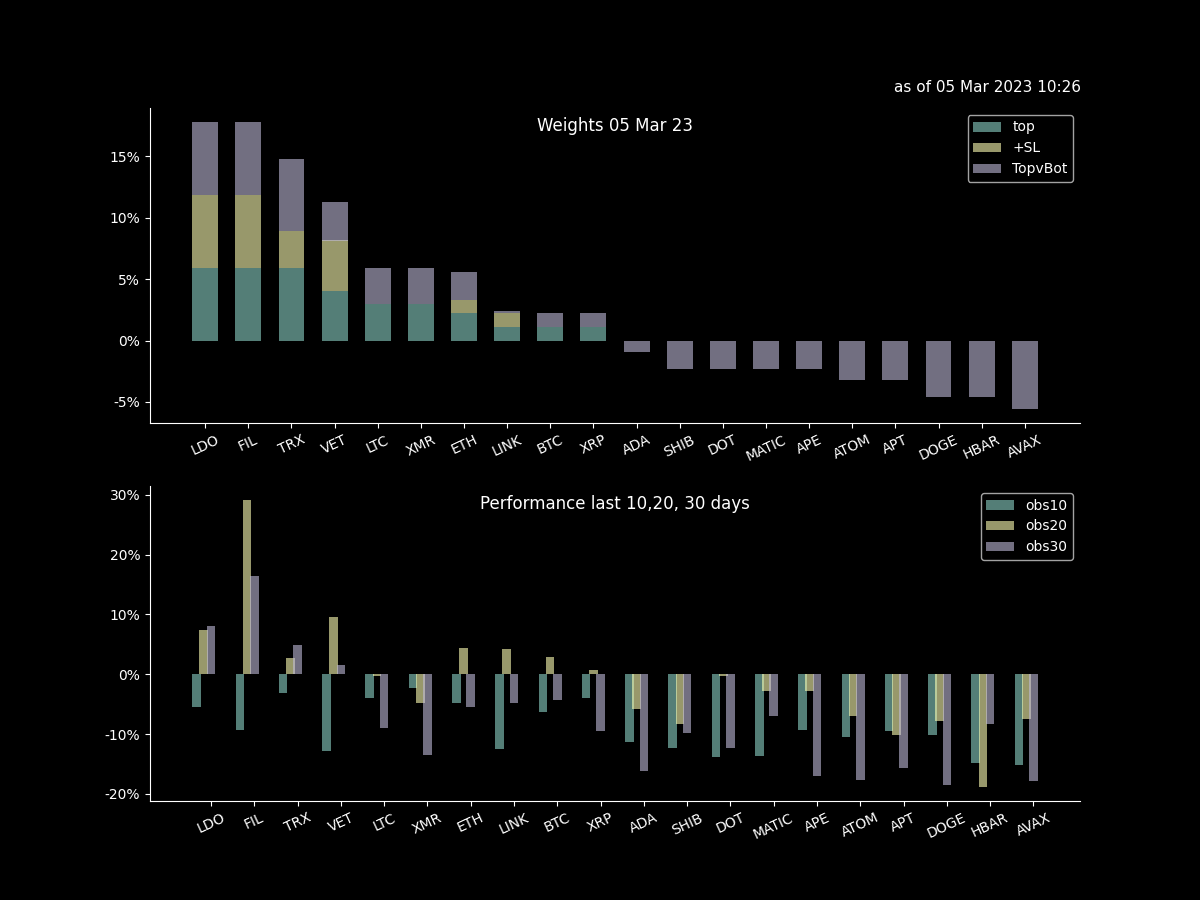 as of 05 Mar 2023 10:26
Weights 05 Mar 23
top
+SL
TopvBot
15%
10%
5%
0%
-5%
LDO FIL TRX VET LTC XMR ETH LINK BTC XRP ADA SHIB DOT MATIC APE ATOM APT DOGE HBAR AVAX
Performance last 10,20, 30 days
obs10
obs20
obs30
30%
20%
10%
0%
-10%
-20%
LDO FIL TRX VET LTC XMR ETH LINK BTC XRP ADA SHIB DOT MATIC APE ATOM APT DOGE HBAR AVAX